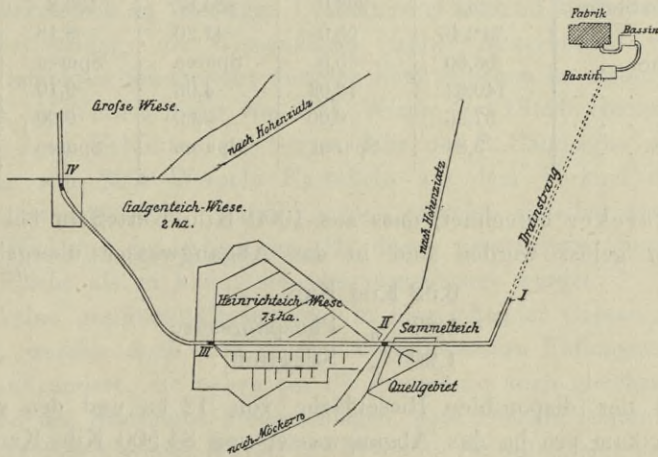 Fabrik
Bassin
Bassin.
Große Wiese.
nach Hohenziatz
Drainstrang
IV
Galgenteich-Wiese.
2 ha.
nach Hohenziatz
Heinrichteich-Wiese
7,3 ha.
I
II
Sammelteich
III
Quellgebiet
nach Möckern